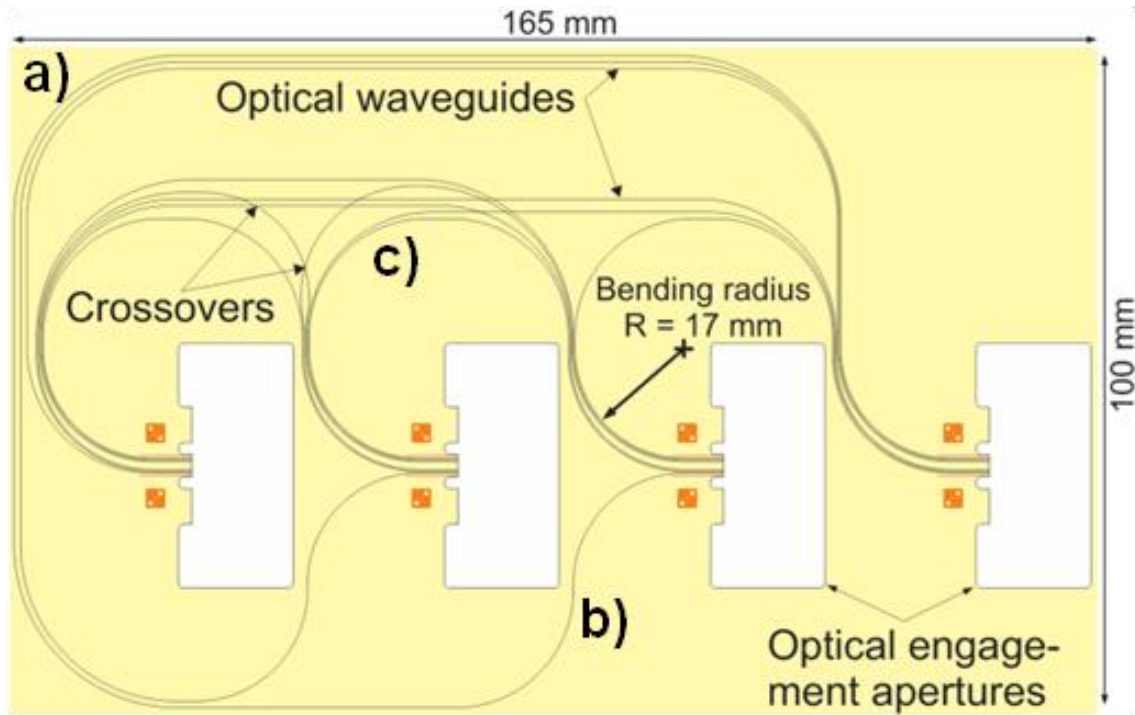 165 mm
a)
Optical waveguides
c)
Crossovers
Bending radius
R = 17 mm
100 mm
b)
Optical engage-
ment apertures